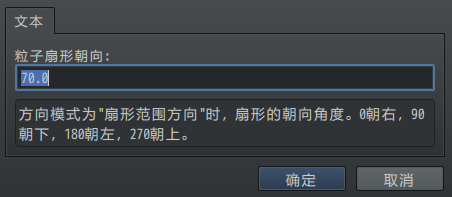 文本
粒子扇形朝向:
70.0
方向模式为"扇形范围方向"时, 扇形的朝向角度。0朝右, 90
朝下, 180朝左, 270朝上。
确定
取消